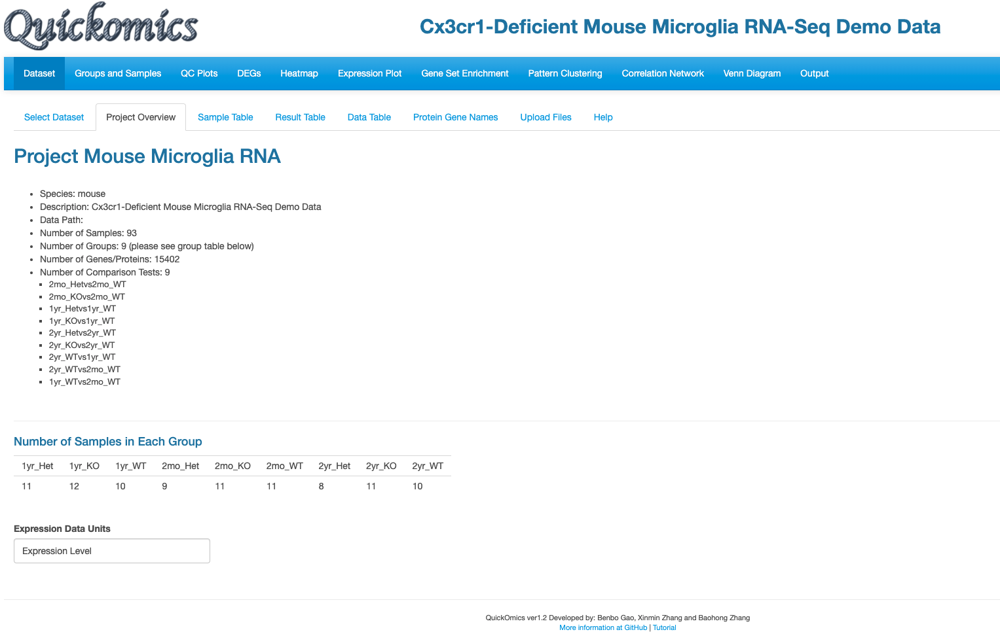 Quickomics
Cx3cr1-Deficient Mouse Microglia RNA-Seq Demo Data
Dataset Groups and Samples QC Plots DEGs Heatmap Expression Plot Gene Set Enrichment Pattern Clustering Correlation Network Venn Diagram Output
Select Dataset Project Overview Sample Table Result Table Data Table Protein Gene Names Upload Files Help
Project Mouse Microglia RNA
• Species: mouse
• Description: Cx3cr1-Deficient Mouse Microglia RNA-Seq Demo Data
• Data Path:
• Number of Samples: 93
• Number of Groups: 9 (please see group table below)
• Number of Genes/Proteins: 15402
• Number of Comparison Tests: 9
▪ 2mo_Hetvs2mo_WT
▪ 2mo_KOvs2mo_WT
▪ 1yr_Hetvs1yr_WT
▪ 1yr_KOvs1yr_WT
▪ 2yr_Hetvs2yr_WT
▪ 2yr_KOvs2yr_WT
▪ 2yr_WTvs1yr_WT
▪ 2yr_WTvs2mo_WT
▪ 1yr_WTvs2mo_WT
Number of Samples in Each Group
1yr_Het 1yr_KO 1yr_WT 2mo_Het 2mo_KO 2mo_WT 2yr_Het 2yr_KO 2yr_WT
11 12 10 9 11 11 8 11 10
Expression Data Units
Expression Level
QuickOmics ver1.2 Developed by: Benbo Gao, Xinmin Zhang and Baohong Zhang
More information at GitHub | Tutorial